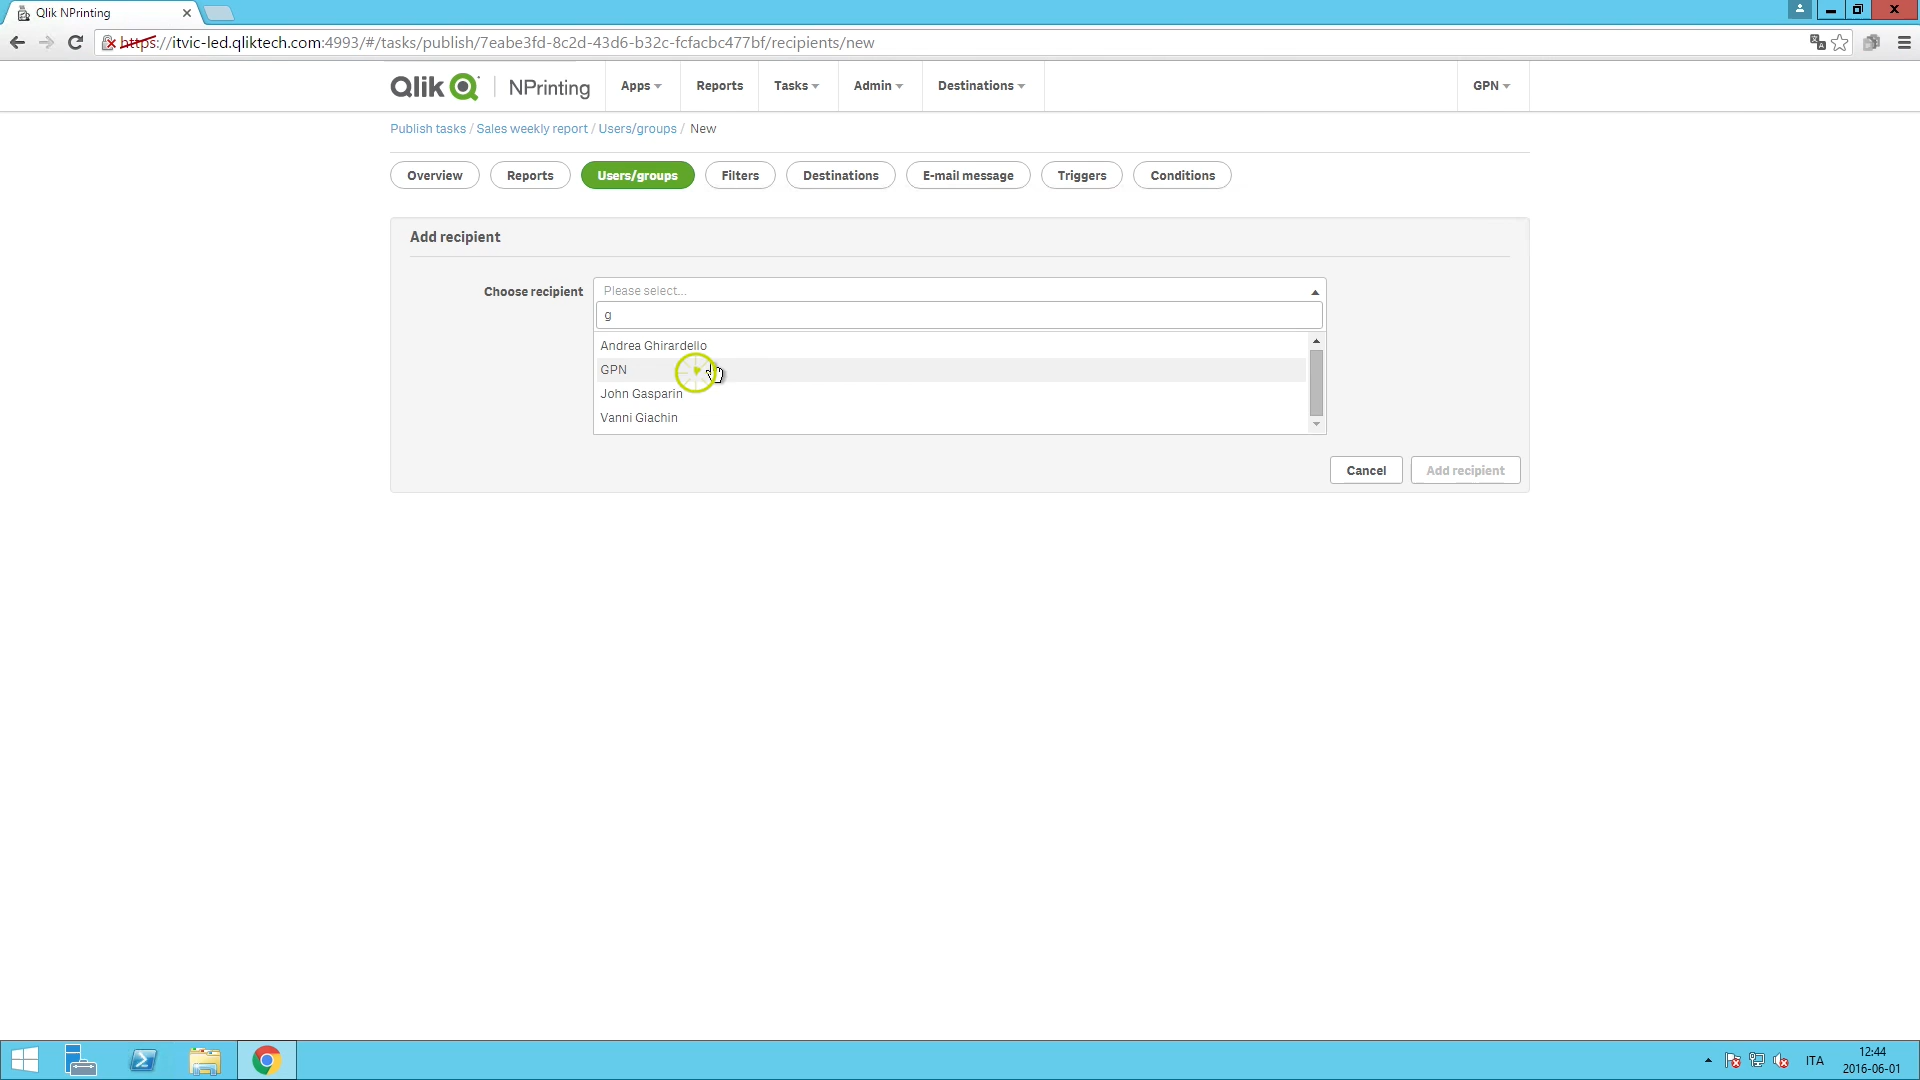 Qlik NPrinting
https://itvic-led.qliktech.com:4993/#/tasks/publish/7eabe3fd-8c2d-43d6-b32c-fcfacbc477bf/recipients/new
Qlik NPrinting Apps Reports Tasks Admin Destinations GPN
Publish tasks / Sales weekly report / Users/groups / New
Overview Reports Users/groups Filters Destinations E-mail message Triggers Conditions
Add recipient
Choose recipient Please select...
g
Andrea Ghirardello
GPN
John Gasparin
Vanni Giachin
Cancel Add recipient
ITA 12:44
2016-06-01